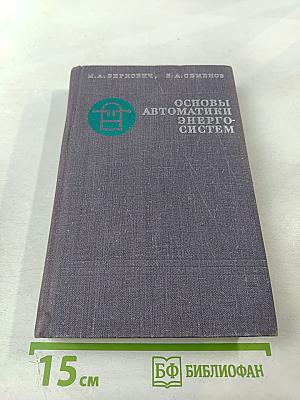 М.А. БЕРКОВИЧ, В.А. СЕМЕНОВ
ОСНОВЫ
АВТОМАТИКИ
ЭНЕРГО-
СИСТЕМ
15 см
БФ БИБЛИОФАН